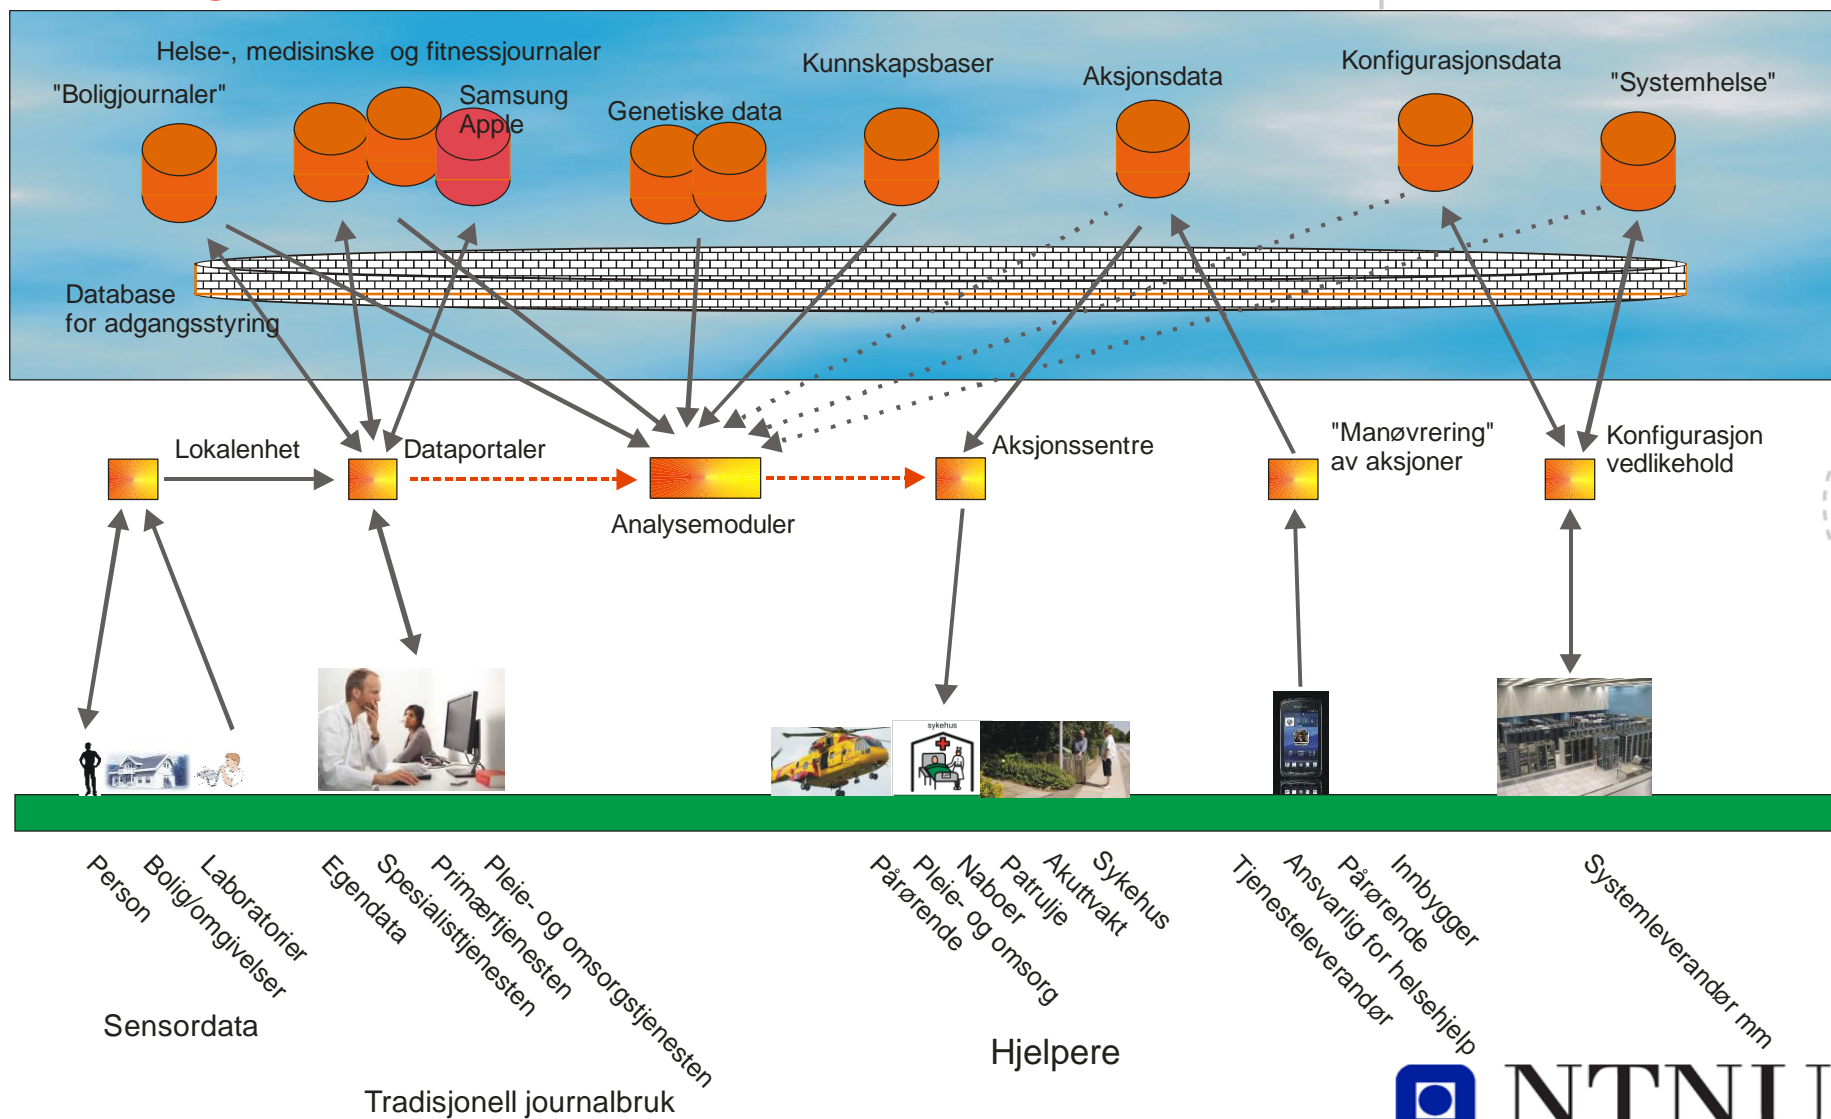 Helse-, medisinske  og fitnessjournaler
"Boligjournaler"
Samsung
Apple
Genetiske data
Kunnskapsbaser
Aksjonsdata
Konfigurasjonsdata
"Systemhelse"
Database
for adgangsstyring
Lokalenhet
Dataportaler
Analysemoduler
Aksjonssentre
"Manøvrering"
av aksjoner
Konfigurasjon
vedlikehold
sykehus
Person
Bolig/omgivelser
Laboratorier
Egendata
Spesialisttjenesten
Primærtjenesten
Pleie- og omsorgstjenesten
Pårørende
Pleie- og omsorg
Naboer
Patrulje
Akuttvakt
Sykehus
Tjenesteleverandør
Ansvarlig for helsehjelp
Pårørende
Innbygger
Systemleverandør mm
Sensordata
Hjelpere
Tradisjonell journalbruk
NTNU